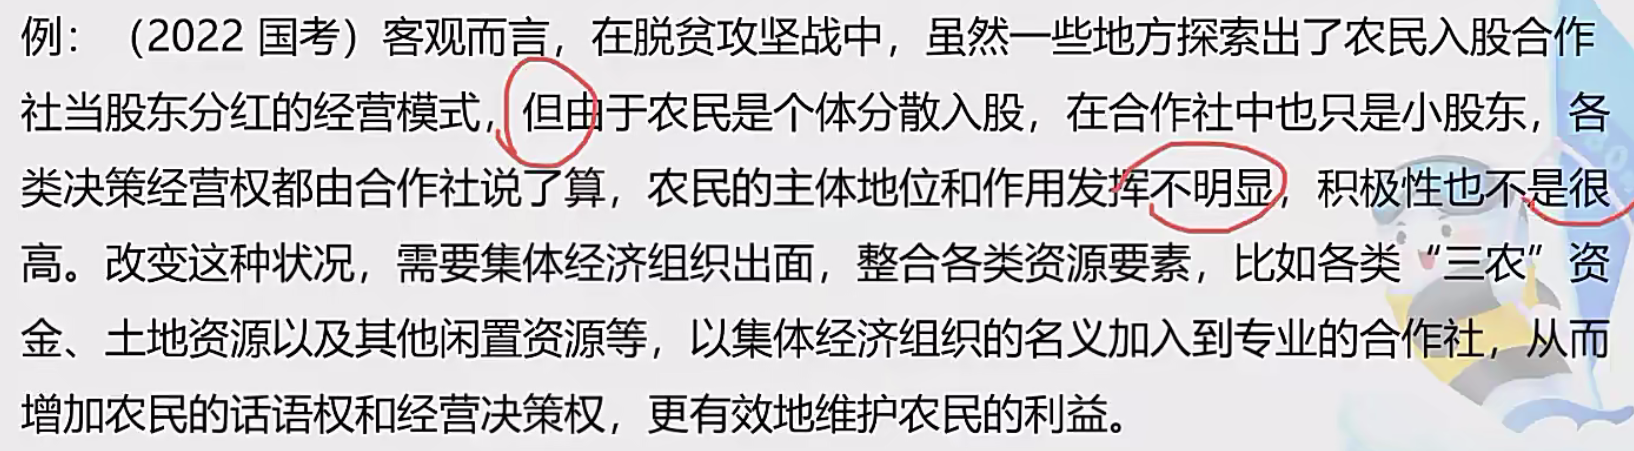 例：（2022 国考）客观而言，在脱贫攻坚战中，虽然一些地方探索出了农民入股合作
社当股东分红的经营模式，但由于农民是个体分散入股，在合作社中也只是小股东，各
类决策经营权都由合作社说了算，农民的主体地位和作用发挥不明显，积极性也不是很
高。改变这种状况，需要集体经济组织出面，整合各类资源要素，比如各类“三农”资
金、土地资源以及其他闲置资源等，以集体经济组织的名义加入到专业的合作社，从而
增加农民的话语权和经营决策权，更有效地维护农民的利益。